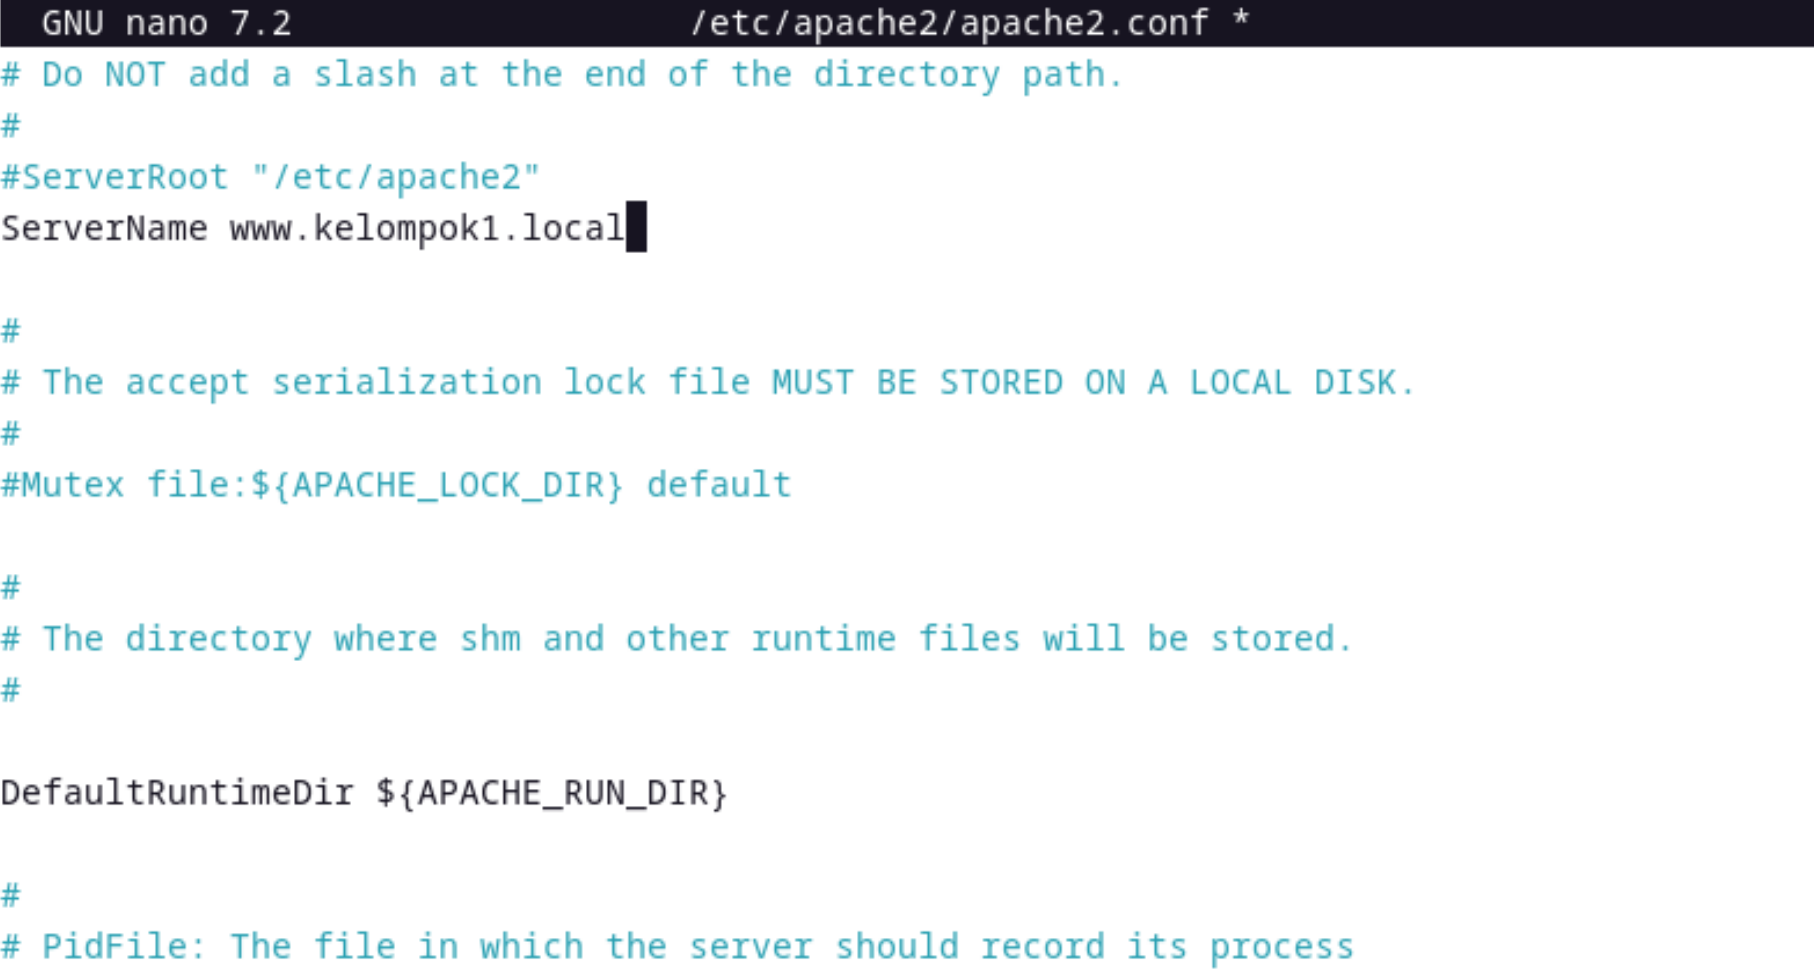 GNU nano 7.2 /etc/apache2/apache2.conf *
# Do NOT add a slash at the end of the directory path.
#
#ServerRoot "/etc/apache2"
ServerName www.kelompok1.local
#
# The accept serialization lock file MUST BE STORED ON A LOCAL DISK.
#
#Mutex file:${APACHE_LOCK_DIR} default
#
# The directory where shm and other runtime files will be stored.
#
DefaultRuntimeDir ${APACHE_RUN_DIR}
#
# PidFile: The file in which the server should record its process